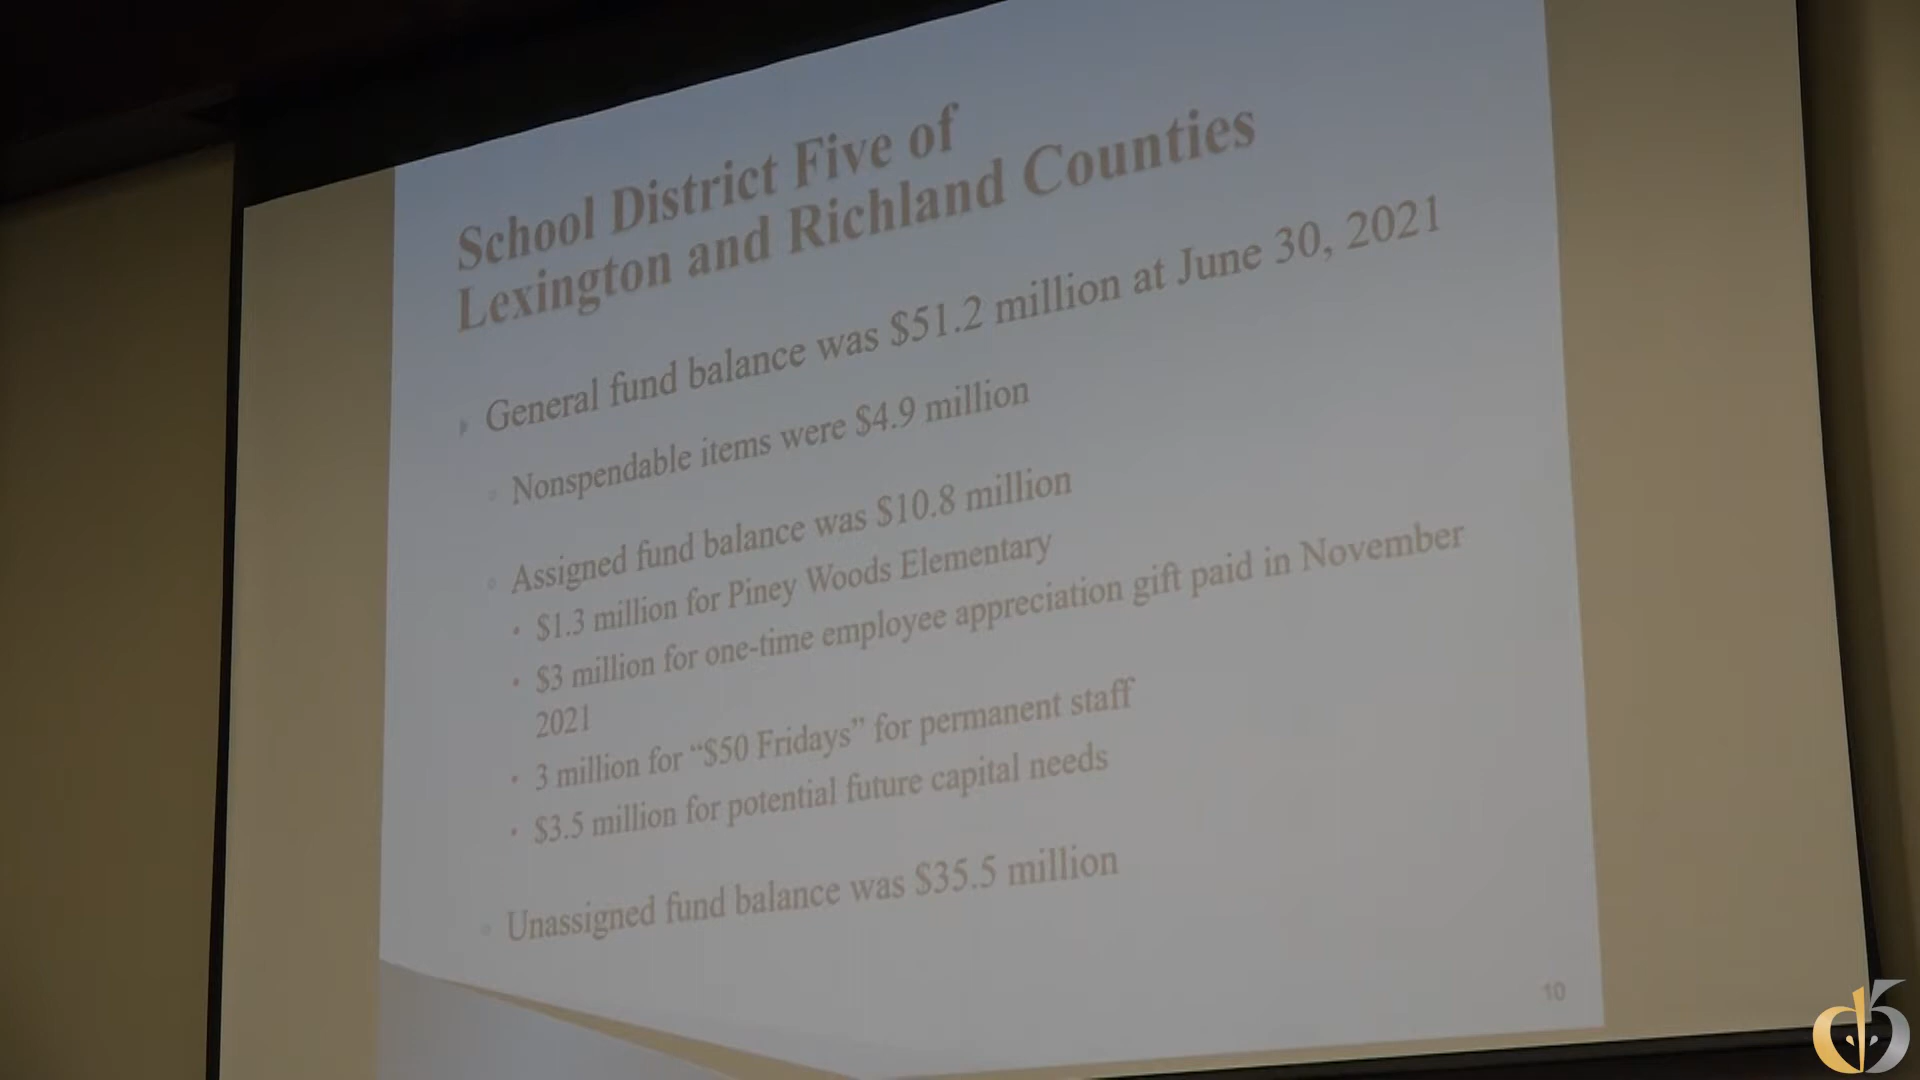 School District Five of
Lexington and Richland Counties
General fund balance was $51.2 million at June 30, 2021
Nonspendable items were $4.9 million
Assigned fund balance was $10.8 million
$1.3 million for Piney Woods Elementary
$3 million for one-time employee appreciation gift paid in November
2021
3 million for “$50 Fridays” for permanent staff
$3.5 million for potential future capital needs
Unassigned fund balance was $35.5 million
10